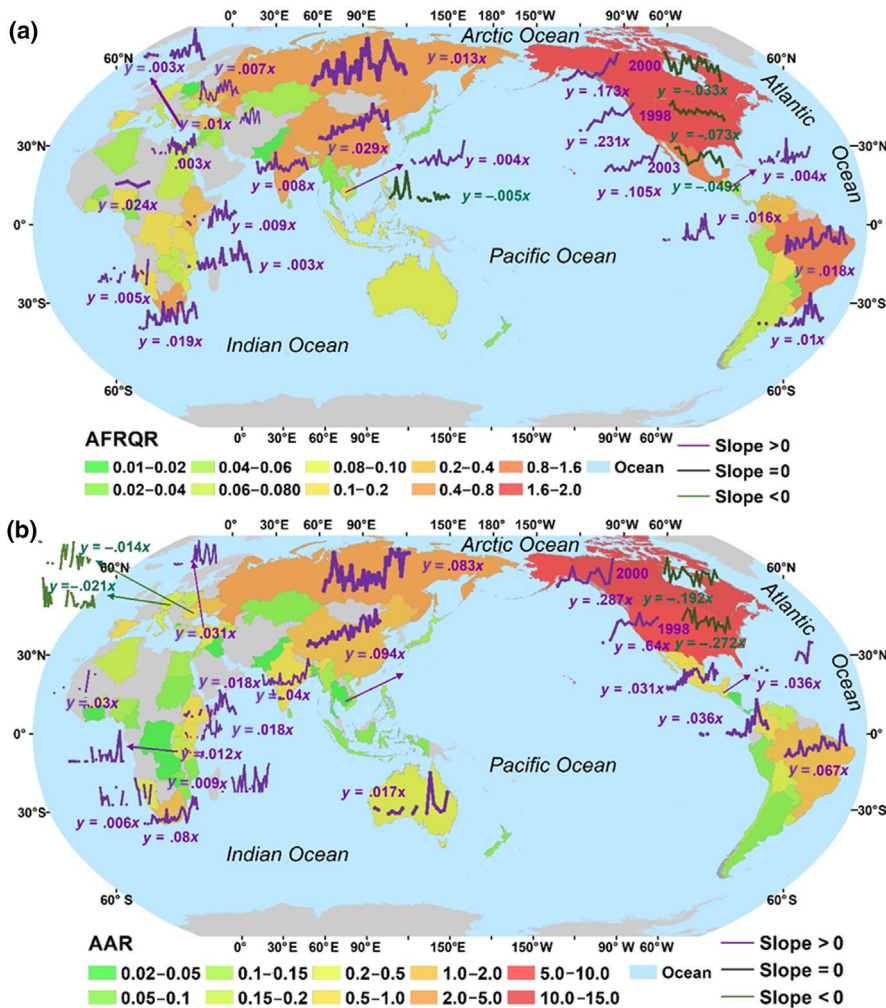 (a)
Arctic Ocean
60°N
60°N
y = .003x
y = .007x
y = .013x
2000
y = -.033x
Atlantic
y = .173x
y = .01x
1998
30°N
30°N
.003x
y = .029x
y = .231x
y = -.073x
y = .004x
2003
y = .008x
y = .024x
y = -.005x
y = .105x
y = -.049x
y = .004x
Ocean
y = .009x
y = .016x
0°
0°
Pacific Ocean
y = .003x
y = .018x
y = .005x
30°S
30°S
y = .019x
Indian Ocean
y = .01x
60°S
60°S
0° 30°E 60°E 90°E 120°E 150°E 180° 150°W 120°W 90°W 60°W
AFRQR
Slope >0
0.01–0.02 0.04–0.06 0.08–0.10 0.2–0.4 0.8–1.6 Ocean
Slope =0
0.02–0.04 0.06–0.080 0.1–0.2 0.4–0.8 1.6–2.0
Slope <0
(b)
0° 30°E 60°E 90°E 120°E 150°E 180° 150°W 120°W 90°W 60°W
Arctic Ocean
y = -.014x
60°N
60°N
y = .083x
2000
y = -.021x
y = .287x
y = -.192x
Atlantic
y = .031x
1998
30°N
30°N
y = .094x
y = .64x
y = -.272x
y = .018x
y = .03x
y = .04x
y = .031x
y = .036x
Ocean
y = .018x
y = .036x
0°
0°
y = .012x
Pacific Ocean
y = .067x
y = .009x
y = .017x
30°S
30°S
y = .006x
y = .08x
Indian Ocean
60°S
60° S
0° 30°E 60°E 90°E 120°E 150°E 180° 150°W 120°W 90°W 60°W
AAR
Slope > 0
0.02–0.05 0.1–0.15 0.2–0.5 1.0–2.0 5.0–10.0 Ocean
Slope = 0
0.05–0.1 0.15–0.2 0.5–1.0 2.0–5.0 10.0–15.0
Slope < 0